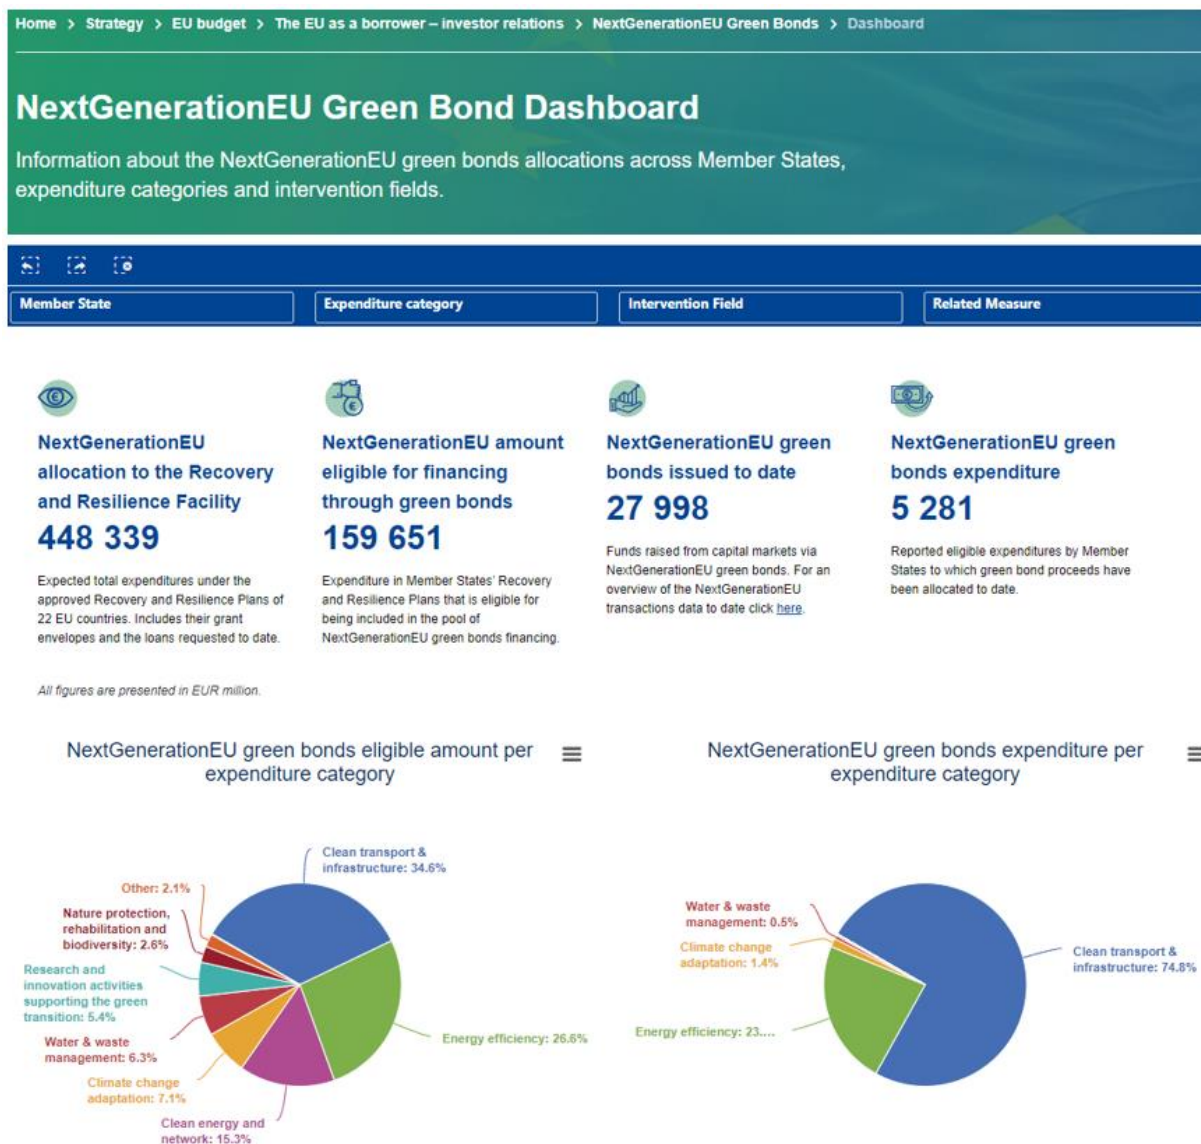 Home > Strategy > EU budget > The EU as a borrower – investor relations > NextGenerationEU Green Bonds > Dashboard
NextGenerationEU Green Bond Dashboard
Information about the NextGenerationEU green bonds allocations across Member States,
expenditure categories and intervention fields.
Member State
Expenditure category
Intervention Field
Related Measure
NextGenerationEU
allocation to the Recovery
and Resilience Facility
448 339
Expected total expenditures under the
approved Recovery and Resilience Plans of
22 EU countries. Includes their grant
envelopes and the loans requested to date.
NextGenerationEU amount
eligible for financing
through green bonds
159 651
Expenditure in Member States' Recovery
and Resilience Plans that is eligible for
being included in the pool of
NextGenerationEU green bonds financing.
NextGenerationEU green
bonds issued to date
27 998
Funds raised from capital markets via
NextGenerationEU green bonds. For an
overview of the NextGenerationEU
transactions data to date click here.
NextGenerationEU green
bonds expenditure
5 281
Reported eligible expenditures by Member
States to which green bond proceeds have
been allocated to date.
All figures are presented in EUR million.
NextGenerationEU green bonds eligible amount per
expenditure category
Clean transport &
infrastructure: 34.6%
Other: 2.1%
Nature protection,
rehabilitation and
biodiversity: 2.6%
Research and
innovation activities
supporting the green
transition: 5.4%
Water & waste
management: 6.3%
Climate change
adaptation: 7.1%
Clean energy and
network: 15.3%
Energy efficiency: 26.6%
NextGenerationEU green bonds expenditure per
expenditure category
Water & waste
management: 0.5%
Climate change
adaptation: 1.4%
Energy efficiency: 23....
Clean transport &
infrastructure: 74.8%